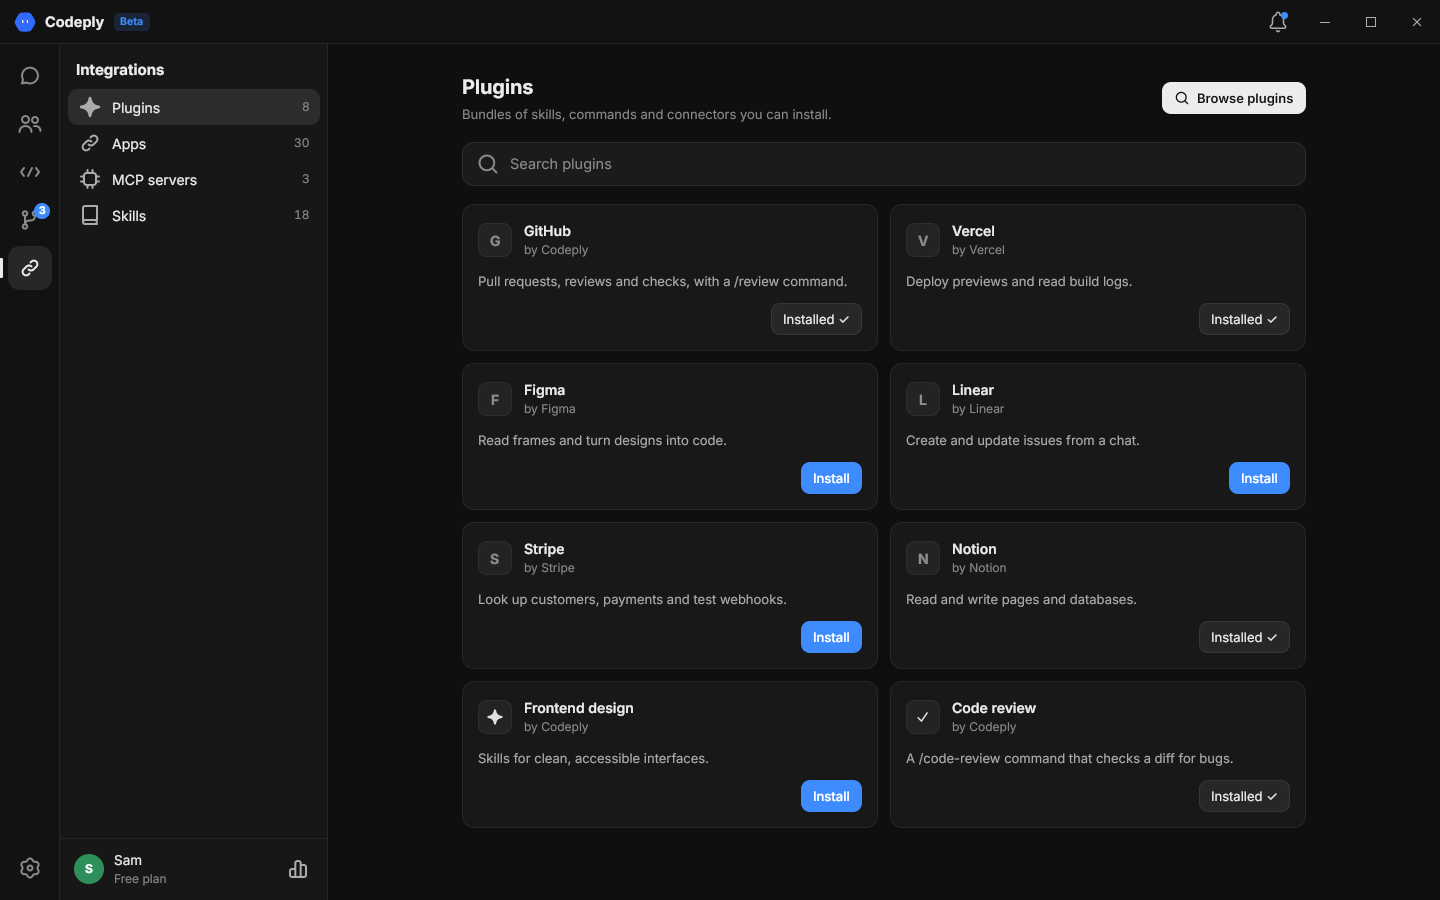 Codeply Beta
3
Integrations
Plugins 8
Apps 30
MCP servers 3
Skills 18
S
Sam
Free plan
Plugins
Bundles of skills, commands and connectors you can install.
Browse plugins
Search plugins
G
GitHub
by Codeply
Pull requests, reviews and checks, with a /review command.
Installed
V
Vercel
by Vercel
Deploy previews and read build logs.
Installed
F
Figma
by Figma
Read frames and turn designs into code.
Install
L
Linear
by Linear
Create and update issues from a chat.
Install
S
Stripe
by Stripe
Look up customers, payments and test webhooks.
Install
N
Notion
by Notion
Read and write pages and databases.
Installed
Frontend design
by Codeply
Skills for clean, accessible interfaces.
Install
Code review
by Codeply
A /code-review command that checks a diff for bugs.
Installed